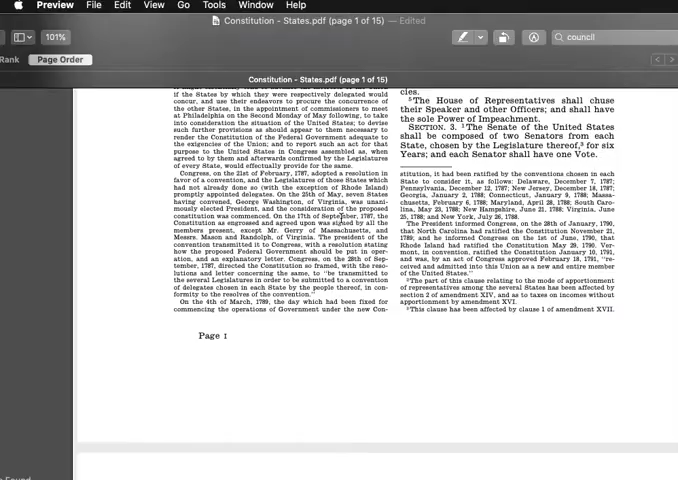 Preview File Edit View Go Tools Window Help
Constitution - States.pdf (page 1 of 15) — Edited
101%
council
Rank Page Order
Constitution - States.pdf (page 1 of 15)
if the States by which they were respectively delegated would
concur, and use their endeavors to procure the concurrence of
the other States, in the appointment of commissioners to meet
at Philadelphia on the Second Monday of May following, to take
into consideration the situation of the United States; to devise
such further provisions as should appear to them necessary to
render the Constitution of the Federal Government adequate to
the exigencies of the Union; and to report such an act for that
purpose to the United States in Congress assembled, as, when
agreed to by them and afterwards confirmed by the Legislatures
of every State, would effectually provide for the same.
Congress, on the 21st of February, 1787, adopted a resolution in
favor of a convention, and the Legislatures of those States which
had not already done so (with the exception of Rhode Island)
promptly appointed delegates. On the 25th of May, seven States
having convened, George Washington, of Virginia, was unani-
mously elected President, and the consideration of the proposed
constitution was commenced. On the 17th of September, 1787, the
Constitution as engrossed and agreed upon was signed by all the
members present, except Mr. Gerry of Massachusetts, and
Messrs. Mason and Randolph, of Virginia. The president of the
convention transmitted it to Congress, with a resolution stating
how the proposed Federal Government should be put in oper-
ation, and an explanatory letter. Congress, on the 28th of Sep-
tember, 1787, directed the Constitution so framed, with the reso-
lutions and letter concerning the same, to "be transmitted to
the several Legislatures in order to be submitted to a convention
of delegates chosen in each State by the people thereof, in con-
formity to the resolves of the convention."
On the 4th of March, 1789, the day which had been fixed for
commencing the operations of Government under the new Con-
cies.
⁵The House of Representatives shall chuse
their Speaker and other Officers; and shall have
the sole Power of Impeachment.
SECTION. 3. ¹The Senate of the United States
shall be composed of two Senators from each
State, chosen by the Legislature thereof,³ for six
Years; and each Senator shall have one Vote.
stitution, it had been ratified by the conventions chosen in each
State to consider it, as follows: Delaware, December 7, 1787;
Pennsylvania, December 12, 1787; New Jersey, December 18, 1787;
Georgia, January 2, 1788; Connecticut, January 9, 1788; Massa-
chusetts, February 6, 1788; Maryland, April 28, 1788; South Caro-
lina, May 23, 1788; New Hampshire, June 21, 1788; Virginia, June
25, 1788; and New York, July 26, 1788.
The President informed Congress, on the 28th of January, 1790,
that North Carolina had ratified the Constitution November 21,
1789; and he informed Congress on the 1st of June, 1790, that
Rhode Island had ratified the Constitution May 29, 1790. Ver-
mont, in convention, ratified the Constitution January 10, 1791,
and was, by an act of Congress approved February 18, 1791, "re-
ceived and admitted into this Union as a new and entire member
of the United States."
²The part of this clause relating to the mode of apportionment
of representatives among the several States has been affected by
section 2 of amendment XIV, and as to taxes on incomes without
apportionment by amendment XVI.
³This clause has been affected by clause 1 of amendment XVII.
Page 1